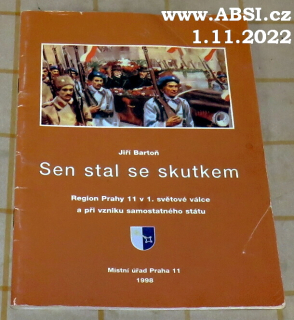 www.ABSI.cz
1.11.2022
Jiří Bartoň
Sen stal se skutkem
Region Prahy 11 v 1. světové válce
a při vzniku samostatného státu
Místní úřad Praha 11
1998